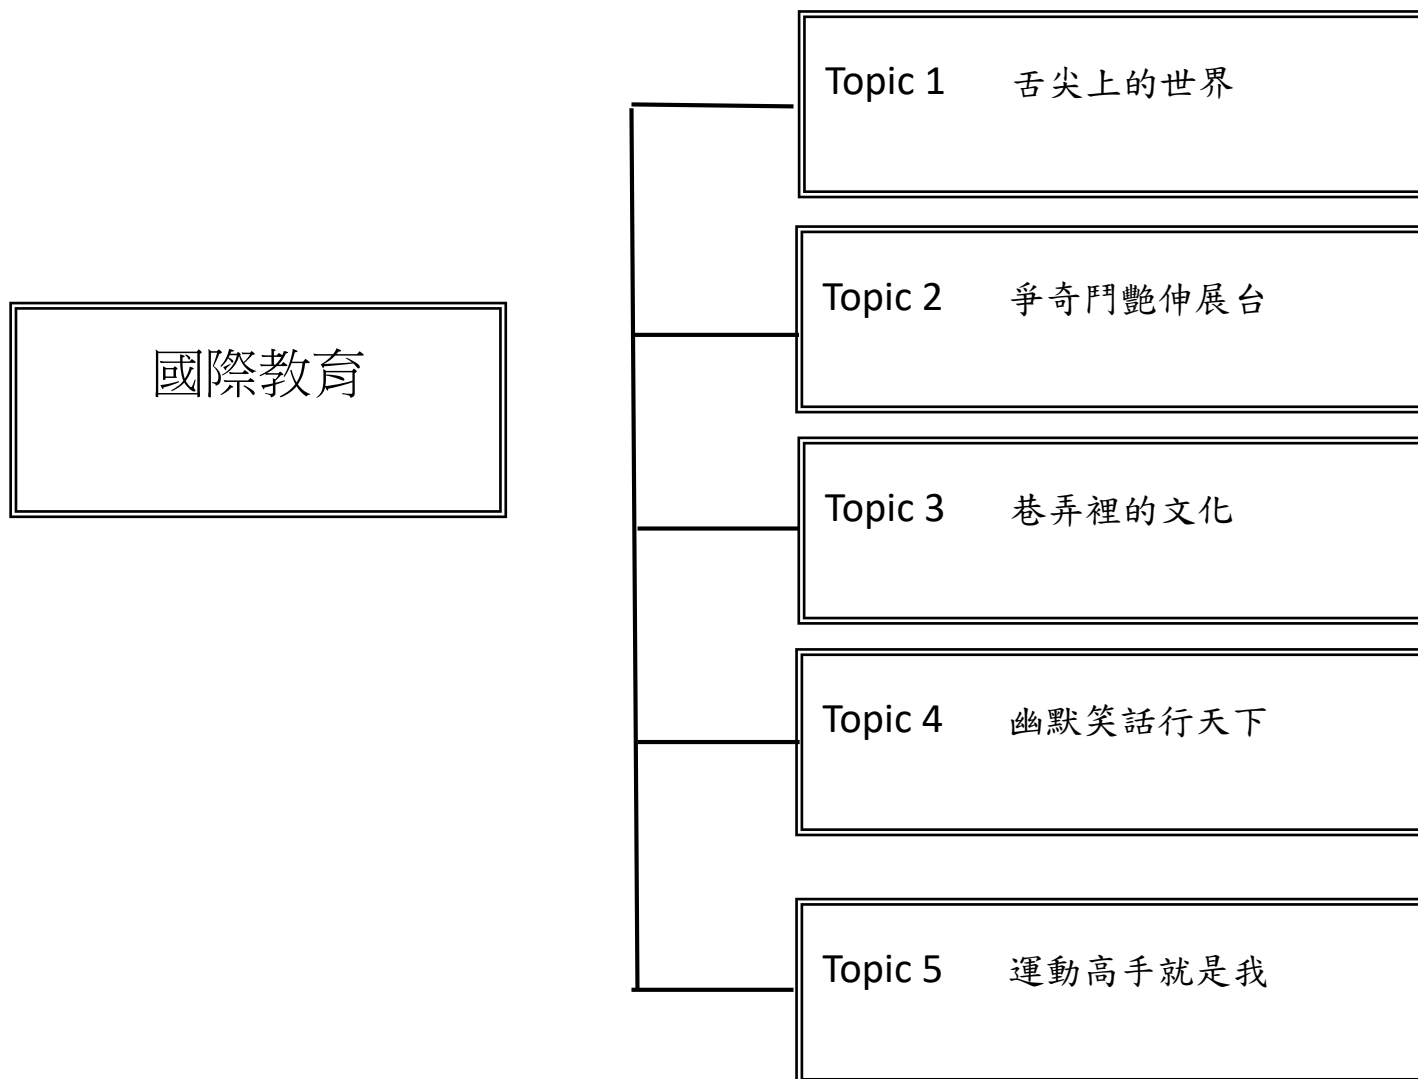 國際教育
Topic 1 舌尖上的世界
Topic 2 爭奇鬥艷伸展台
Topic 3 巷弄裡的文化
Topic 4 幽默笑話行天下
Topic 5 運動高手就是我